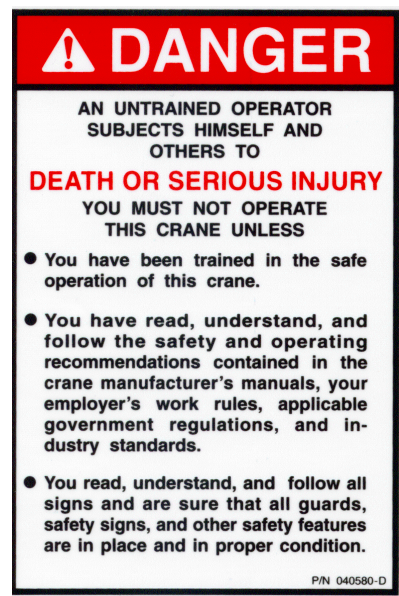 DANGER
AN UNTRAINED OPERATOR
SUBJECTS HIMSELF AND
OTHERS TO
DEATH OR SERIOUS INJURY
YOU MUST NOT OPERATE
THIS CRANE UNLESS
● You have been trained in the safe
operation of this crane.
● You have read, understand, and
follow the safety and operating
recommendations contained in the
crane manufacturer's manuals, your
employer's work rules, applicable
government regulations, and in-
dustry standards.
● You read, understand, and follow all
signs and are sure that all guards,
safety signs, and other safety features
are in place and in proper condition.
P/N 040580-D